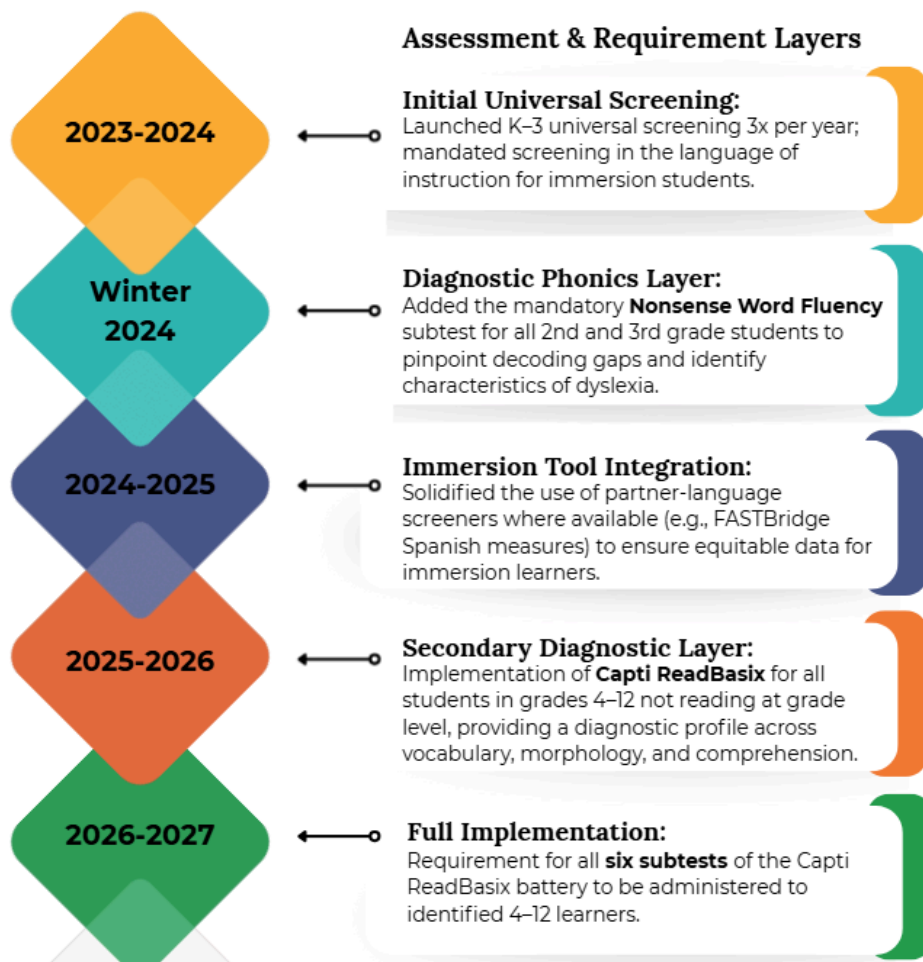 Assessment & Requirement Layers
2023-2024
Initial Universal Screening:
Launched K–3 universal screening 3x per year;
mandated screening in the language of
instruction for immersion students.
Winter
2024
Diagnostic Phonics Layer:
Added the mandatory Nonsense Word Fluency
subtest for all 2nd and 3rd grade students to
pinpoint decoding gaps and identify
characteristics of dyslexia.
2024-2025
Immersion Tool Integration:
Solidified the use of partner-language
screeners where available (e.g., FASTBridge
Spanish measures) to ensure equitable data for
immersion learners.
2025-2026
Secondary Diagnostic Layer:
Implementation of Capti ReadBasix for all
students in grades 4–12 not reading at grade
level, providing a diagnostic profile across
vocabulary, morphology, and comprehension.
2026-2027
Full Implementation:
Requirement for all six subtests of the Capti
ReadBasix battery to be administered to
identified 4–12 learners.